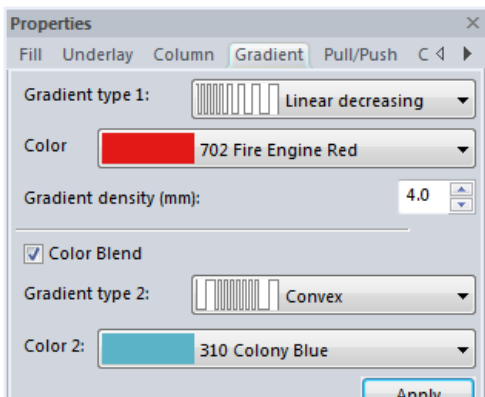 Properties
Fill Underlay Column Gradient Pull/Push C
Gradient type 1: Linear decreasing
Color 702 Fire Engine Red
Gradient density (mm): 4.0
Color Blend
Gradient type 2: Convex
Color 2: 310 Colony Blue
Apply